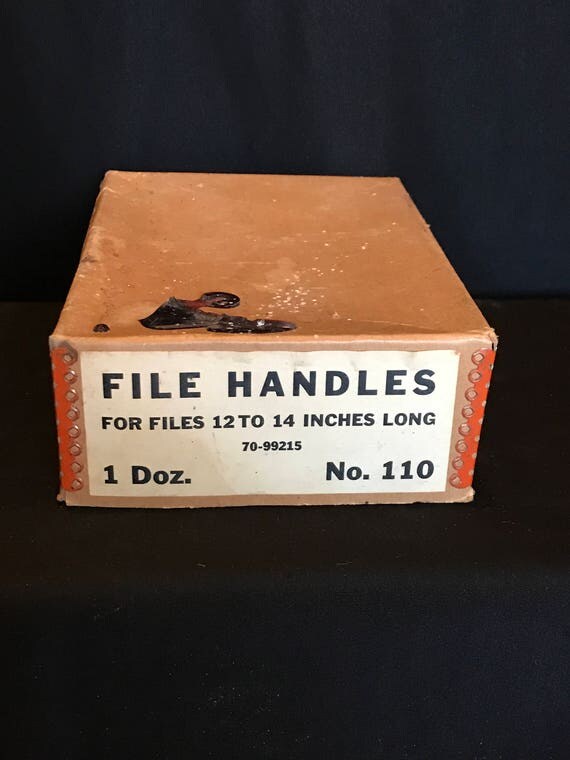 FILE HANDLES
FOR FILES 12 TO 14 INCHES LONG
70-99215
1 Doz. No. 110